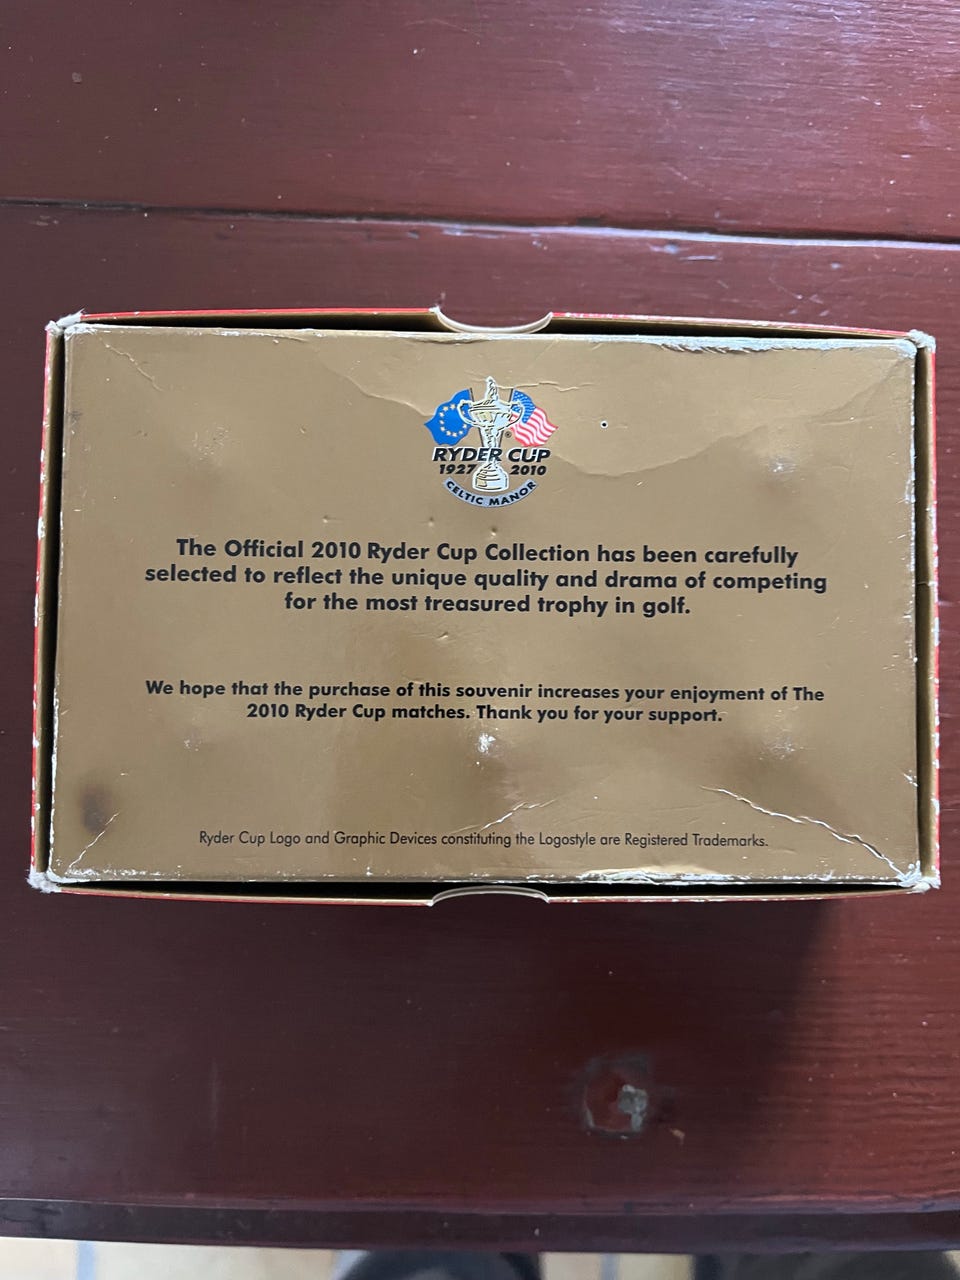 RYDER CUP
1927 2010
CELTIC MANOR
The Official 2010 Ryder Cup Collection has been carefully
selected to reflect the unique quality and drama of competing
for the most treasured trophy in golf.
We hope that the purchase of this souvenir increases your enjoyment of The
2010 Ryder Cup matches. Thank you for your support.
Ryder Cup Logo and Graphic Devices constituting the Logostyle are Registered Trademarks.